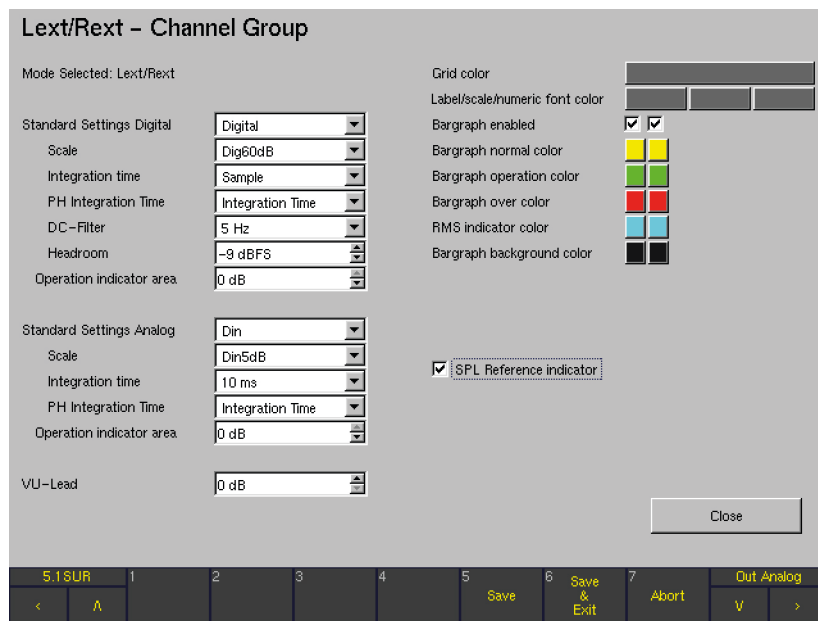 Lext/Rext – Channel Group
Mode Selected: Lext/Rext
Standard Settings Digital Digital
Scale Dig60dB
Integration time Sample
PH Integration Time Integration Time
DC–Filter 5 Hz
Headroom –9 dBFS
Operation indicator area 0 dB
Standard Settings Analog Din
Scale Din5dB
Integration time 10 ms
PH Integration Time Integration Time
Operation indicator area 0 dB
VU–Lead 0 dB
Grid color
Label/scale/numeric font color
Bargraph enabled
Bargraph normal color
Bargraph operation color
Bargraph over color
RMS indicator color
Bargraph background color
SPL Reference indicator
Close
5.1SUR 1 2 3 4 5 Save 6 Save & Exit 7 Abort Out Analog
< Λ V >